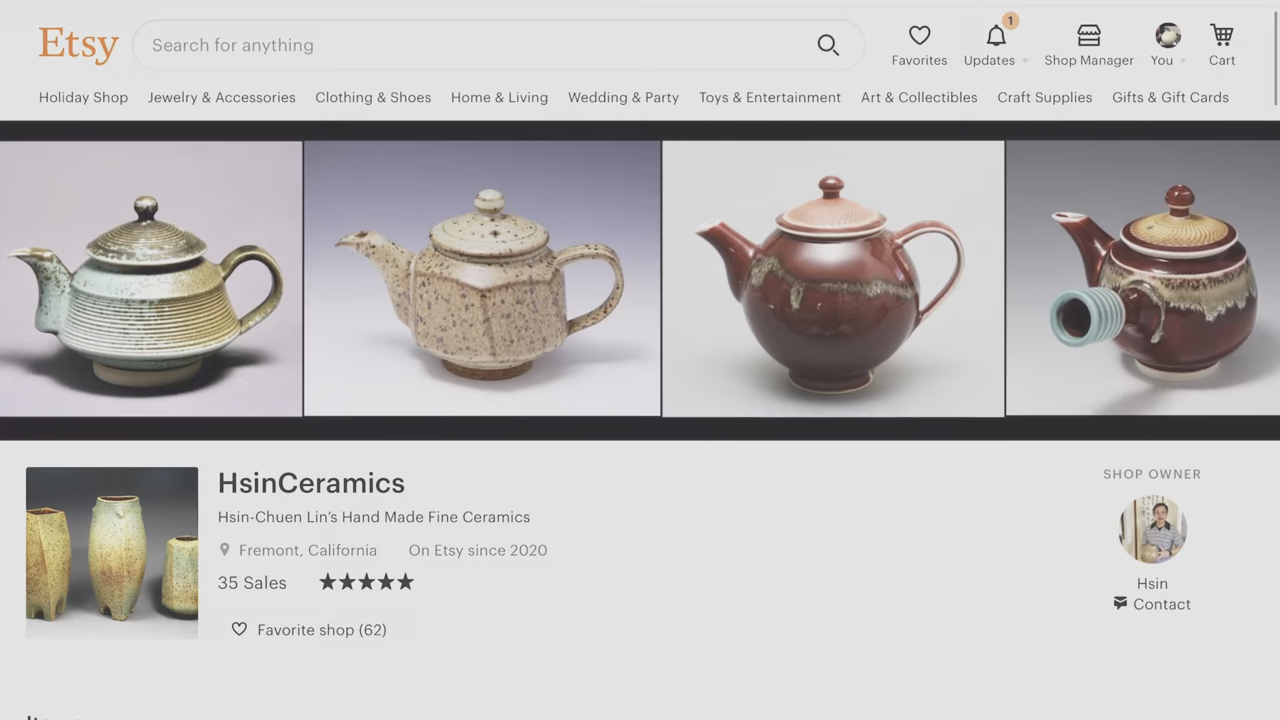 Etsy
Search for anything
1
Favorites
Updates
Shop Manager
You
Cart
Holiday Shop
Jewelry & Accessories
Clothing & Shoes
Home & Living
Wedding & Party
Toys & Entertainment
Art & Collectibles
Craft Supplies
Gifts & Gift Cards
HsinCeramics
Hsin-Chuen Lin's Hand Made Fine Ceramics
Fremont, California
On Etsy since 2020
35 Sales
Favorite shop (62)
SHOP OWNER
Hsin
Contact